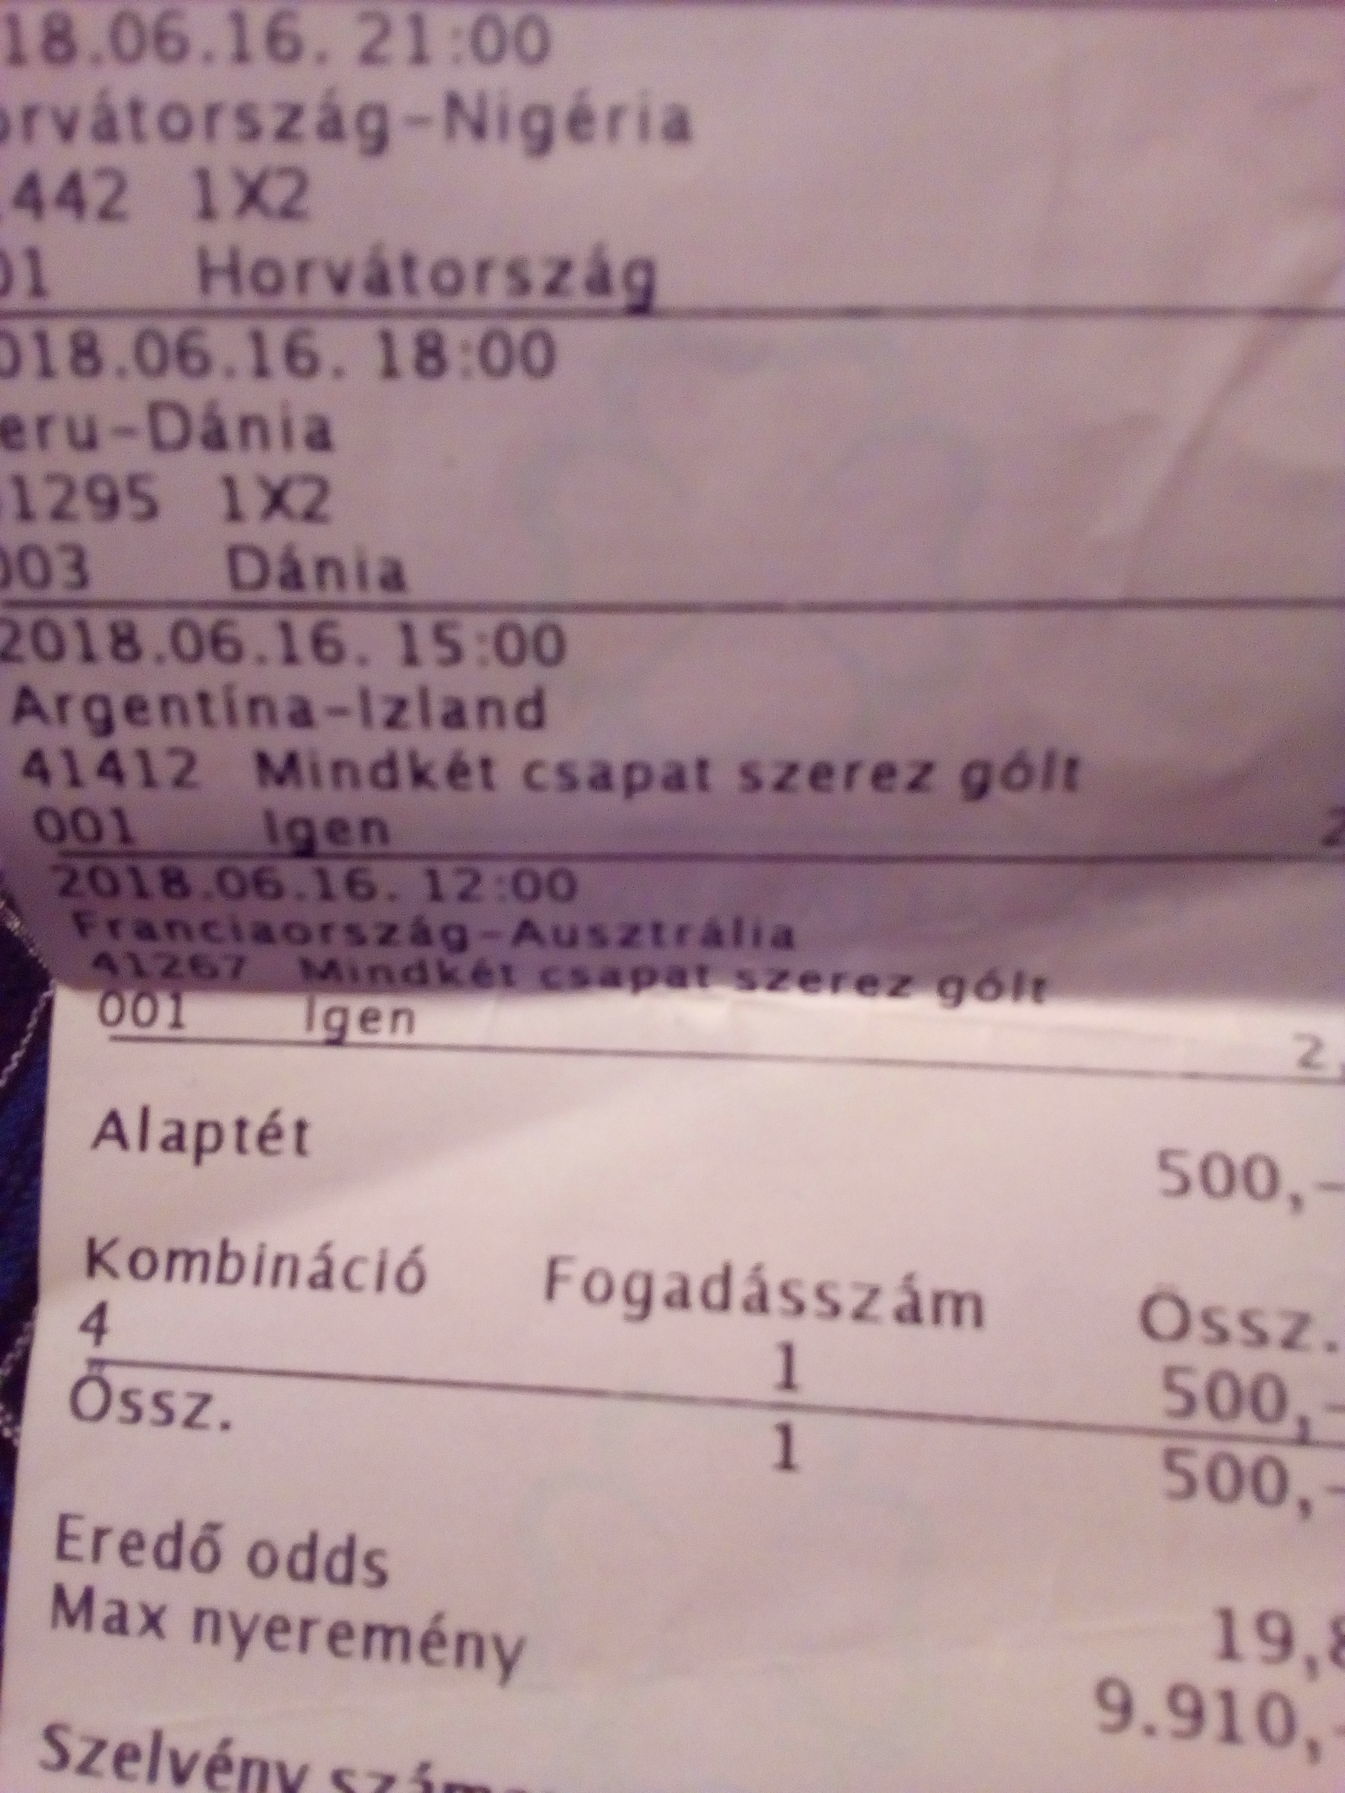 18.06.16. 21:00
orvátország-Nigéria
442 1X2
01 Horvátország
018.06.16. 18:00
eru-Dánia
1295 1X2
003 Dánia
2018.06.16. 15:00
Argentína-Izland
41412 Mindkét csapat szerez gólt
001 Igen 2
2018.06.16. 12:00
Franciaország-Ausztrália
41267 Mindkét csapat szerez gólt
001 Igen 2,
Alaptét 500,-
Kombináció Fogadásszám Össz.
4 1 500,-
Össz. 1 500,-
Eredő odds 19,8
Max nyeremény 9.910,-
Szelvény